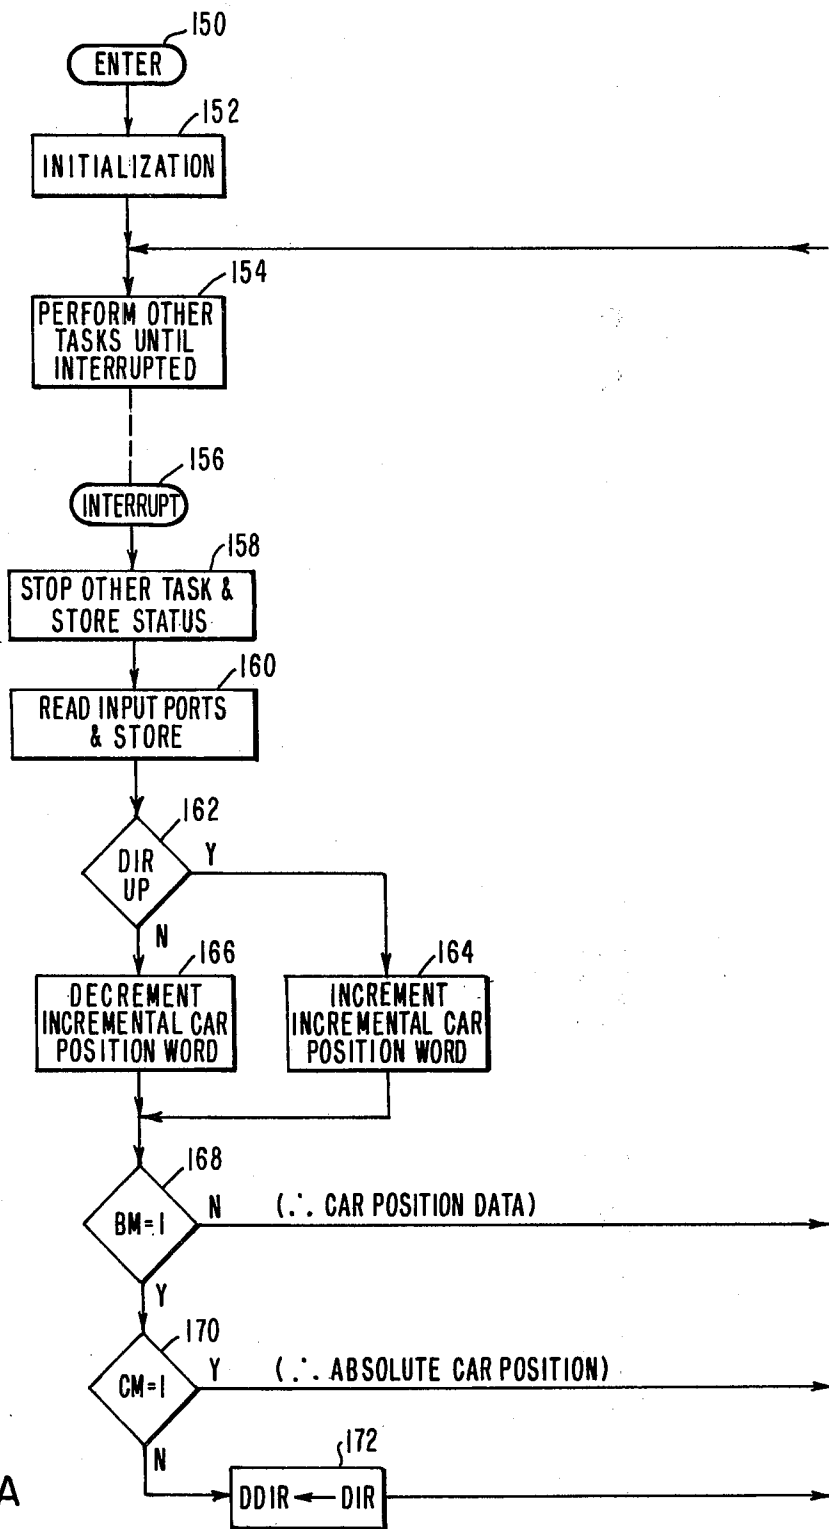 150
ENTER
152
INITIALIZATION
154
PERFORM OTHER
TASKS UNTIL
INTERRUPTED
156
INTERRUPT
158
STOP OTHER TASK &
STORE STATUS
160
READ INPUT PORTS
& STORE
162
DIR
UP
Y
N
166
DECREMENT
INCREMENTAL CAR
POSITION WORD
164
INCREMENT
INCREMENTAL CAR
POSITION WORD
168
BM=1
N (∴ CAR POSITION DATA)
Y
170
CM=1
Y (∴ ABSOLUTE CAR POSITION)
N
172
DDIR ← DIR
A